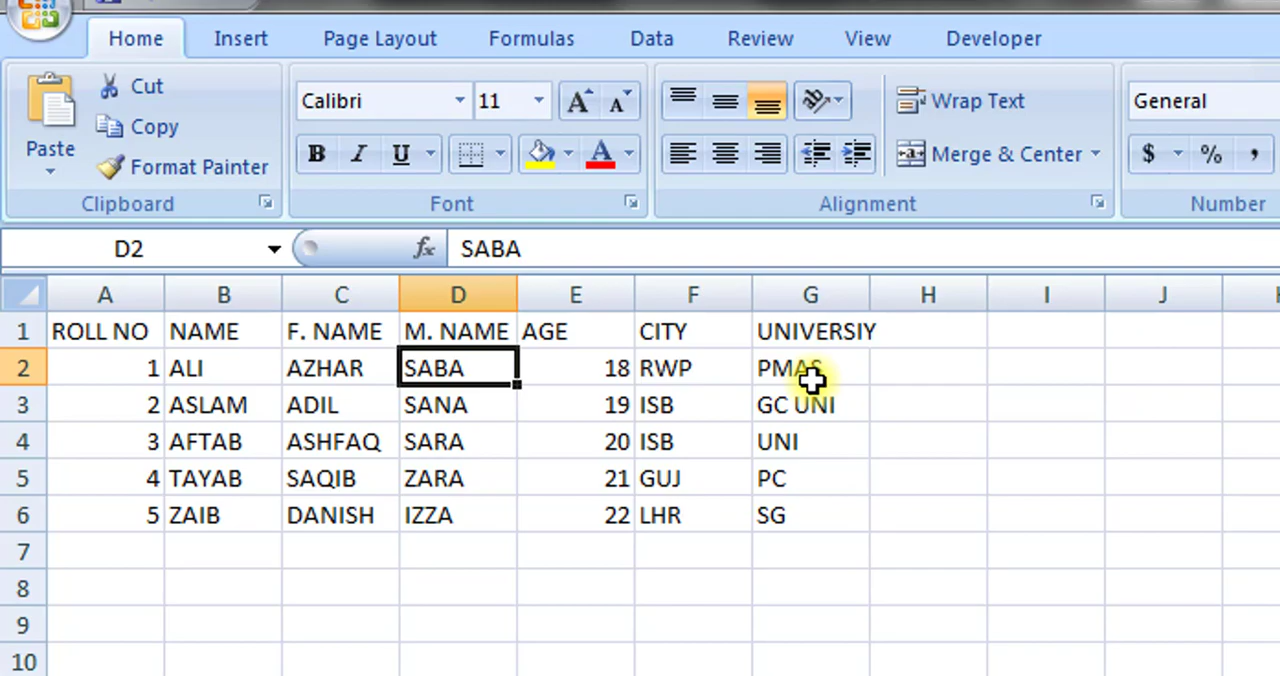 Home Insert Page Layout Formulas Data Review View Developer
Cut
Calibri 11 A A Wrap Text General
Copy
Paste B I U A Merge & Center $ % ,
Format Painter
Clipboard Font Alignment Number
D2 fx SABA
A B C D E F G H I J
1 ROLL NO NAME F. NAME M. NAME AGE CITY UNIVERSIY
2 1 ALI AZHAR SABA 18 RWP PMAS
3 2 ASLAM ADIL SANA 19 ISB GC UNI
4 3 AFTAB ASHFAQ SARA 20 ISB UNI
5 4 TAYAB SAQIB ZARA 21 GUJ PC
6 5 ZAIB DANISH IZZA 22 LHR SG
7
8
9
10